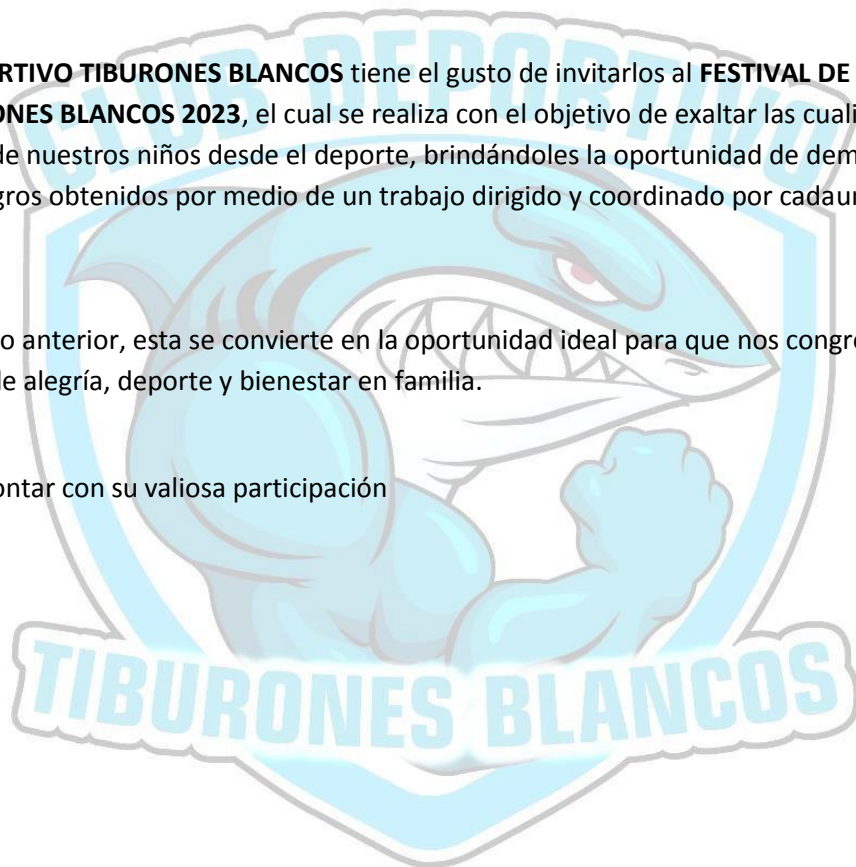 CLUB DEPORTIVO
RTIVO TIBURONES BLANCOS tiene el gusto de invitarlos al FESTIVAL DE
ONES BLANCOS 2023, el cual se realiza con el objetivo de exaltar las cuali
de nuestros niños desde el deporte, brindándoles la oportunidad de dem
gros obtenidos por medio de un trabajo dirigido y coordinado por cadaur
o anterior, esta se convierte en la oportunidad ideal para que nos congre
de alegría, deporte y bienestar en familia.
ontar con su valiosa participación
TIBURONES BLANCOS